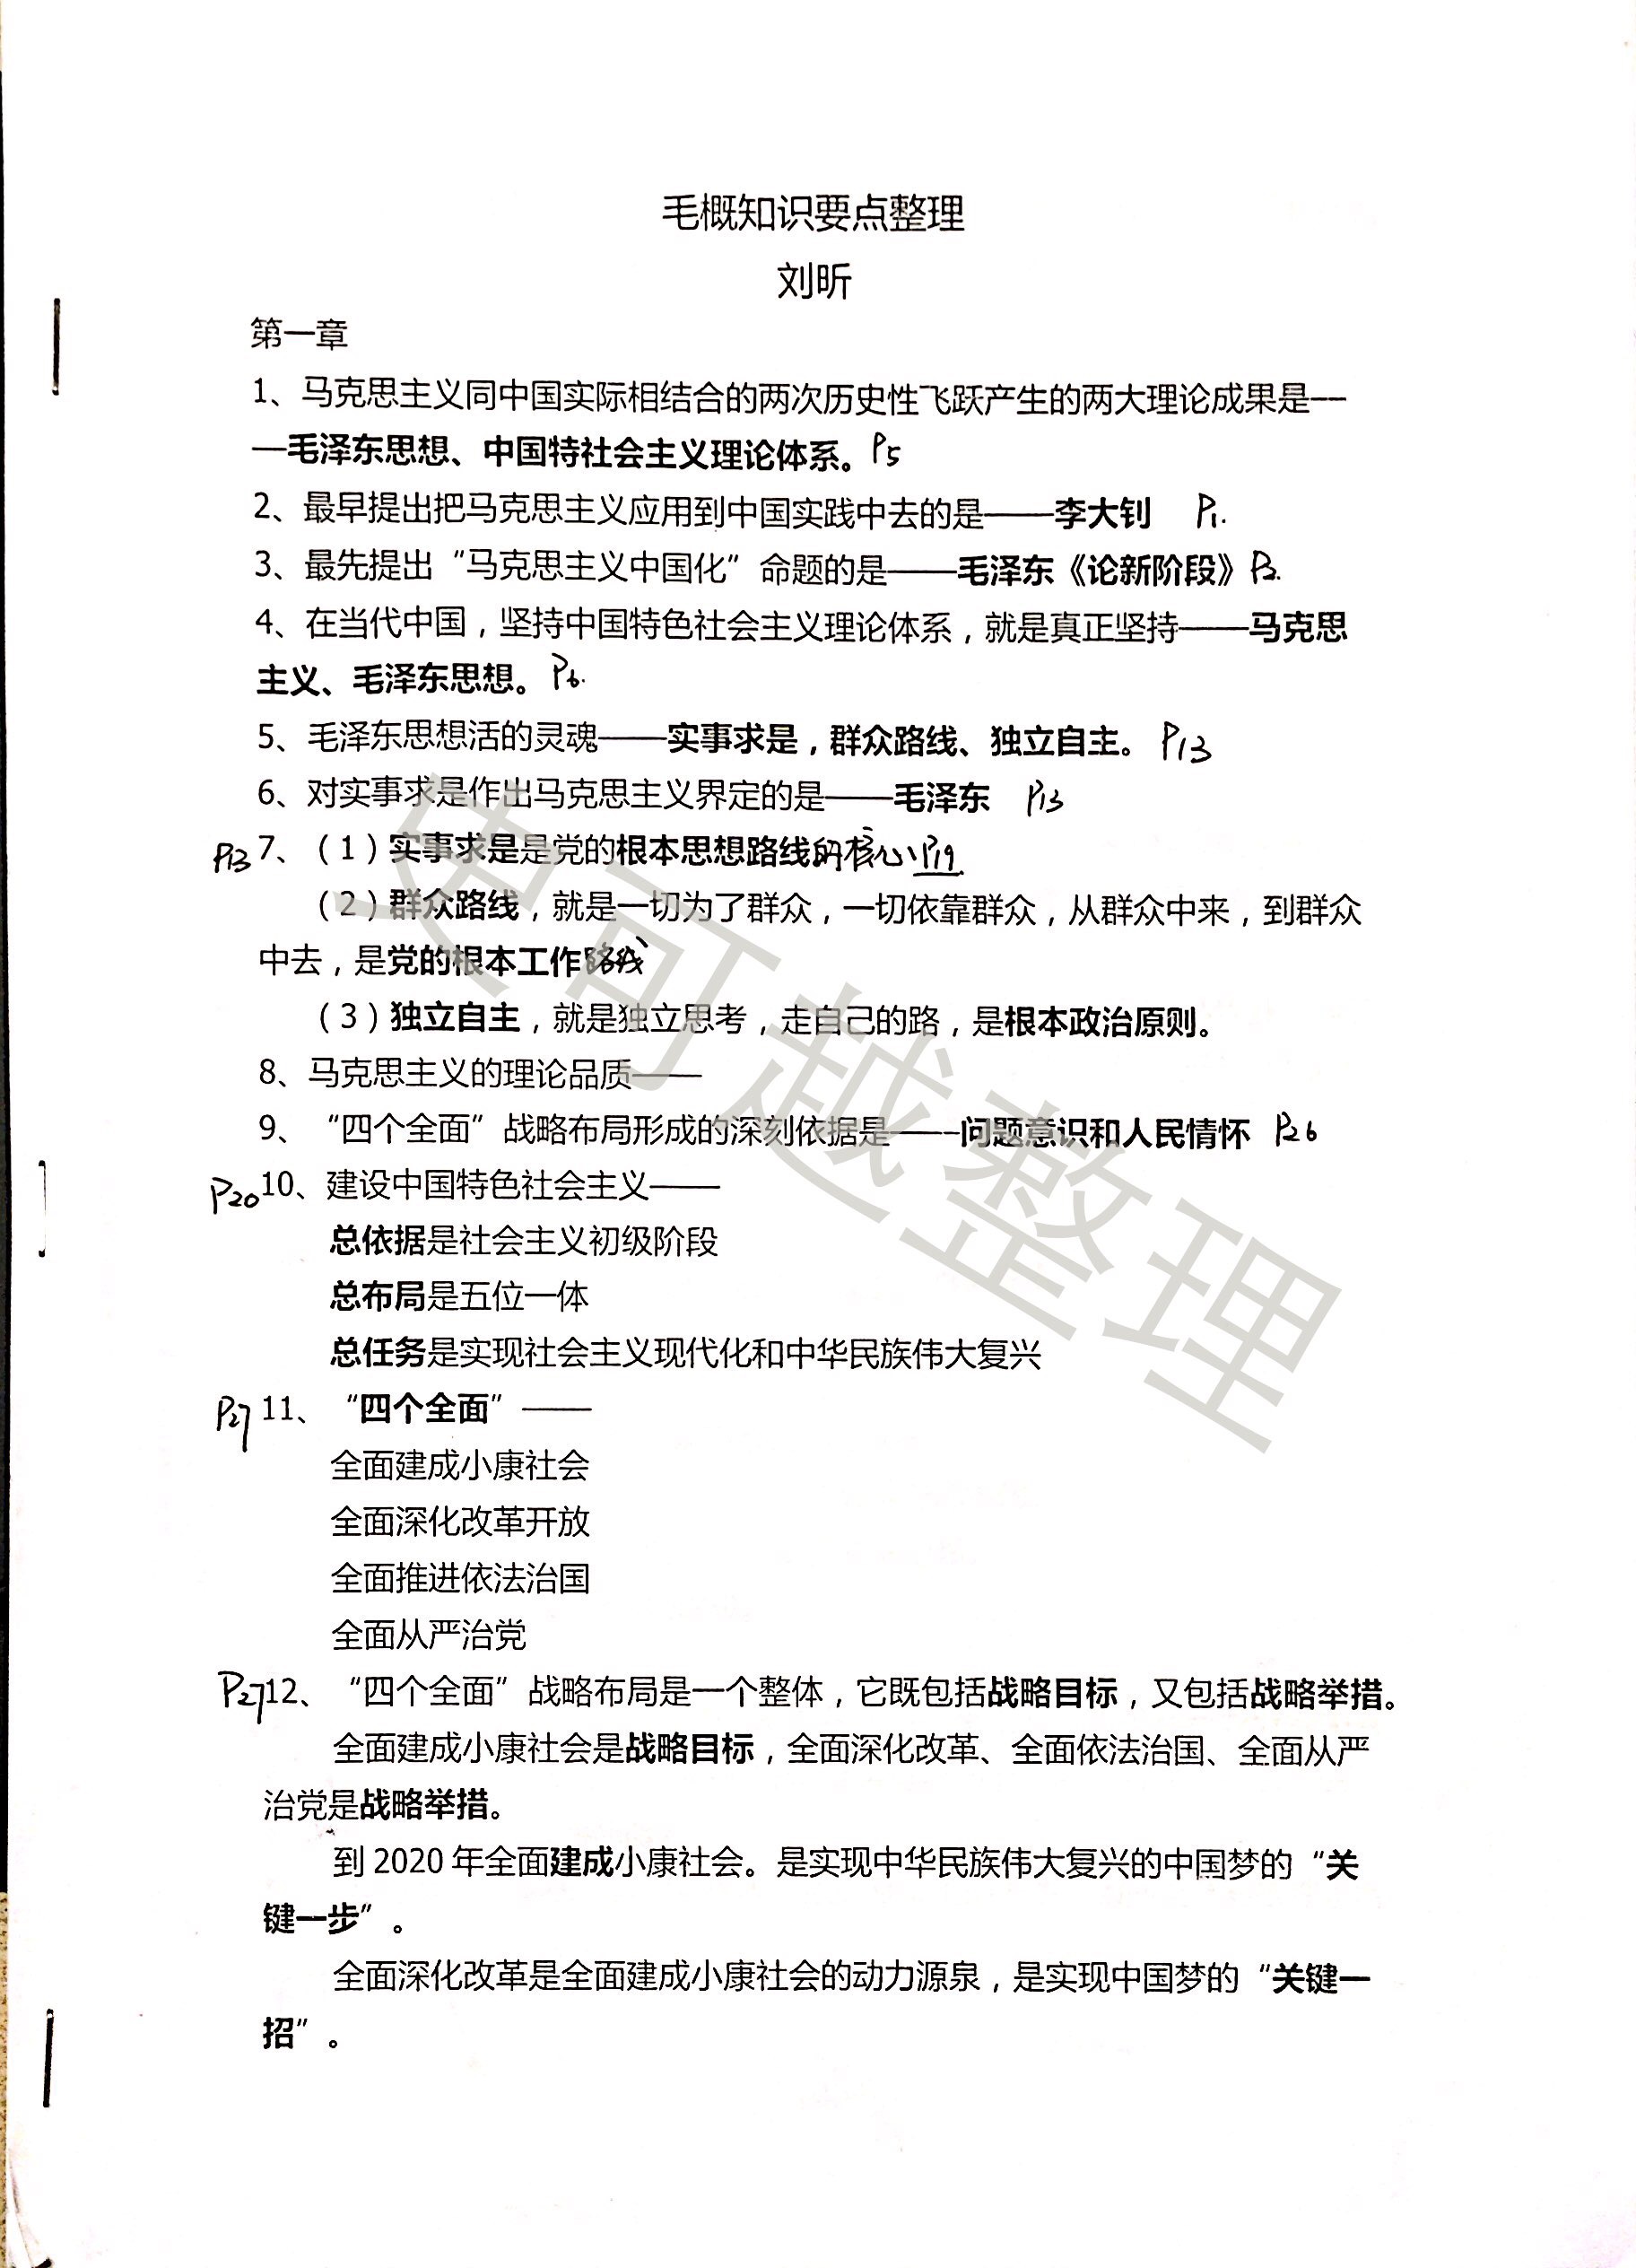 毛概知识要点整理
刘昕
第一章
1、马克思主义同中国实际相结合的两次历史性飞跃产生的两大理论成果是—
—毛泽东思想、中国特社会主义理论体系。P5
2、最早提出把马克思主义应用到中国实践中去的是——李大钊 P1.
3、最先提出“马克思主义中国化”命题的是——毛泽东《论新阶段》P2.
4、在当代中国，坚持中国特色社会主义理论体系，就是真正坚持——马克思
主义、毛泽东思想。P6.
5、毛泽东思想活的灵魂——实事求是，群众路线、独立自主。P13
6、对实事求是作出马克思主义界定的是——毛泽东 P13
P13 7、（1）实事求是是党的根本思想路线的核心 P19
（2）群众路线，就是一切为了群众，一切依靠群众，从群众中来，到群众
中去，是党的根本工作路线
（3）独立自主，就是独立思考，走自己的路，是根本政治原则。
8、马克思主义的理论品质——
9、“四个全面”战略布局形成的深刻依据是——问题意识和人民情怀 P26
P20 10、建设中国特色社会主义——
总依据是社会主义初级阶段
总布局是五位一体
总任务是实现社会主义现代化和中华民族伟大复兴
P27 11、“四个全面”——
全面建成小康社会
全面深化改革开放
全面推进依法治国
全面从严治党
P27 12、“四个全面”战略布局是一个整体，它既包括战略目标，又包括战略举措。
全面建成小康社会是战略目标，全面深化改革、全面依法治国、全面从严
治党是战略举措。
到 2020 年全面建成小康社会。是实现中华民族伟大复兴的中国梦的“关
键一步”。
全面深化改革是全面建成小康社会的动力源泉，是实现中国梦的“关键一
招”。
史可越整理